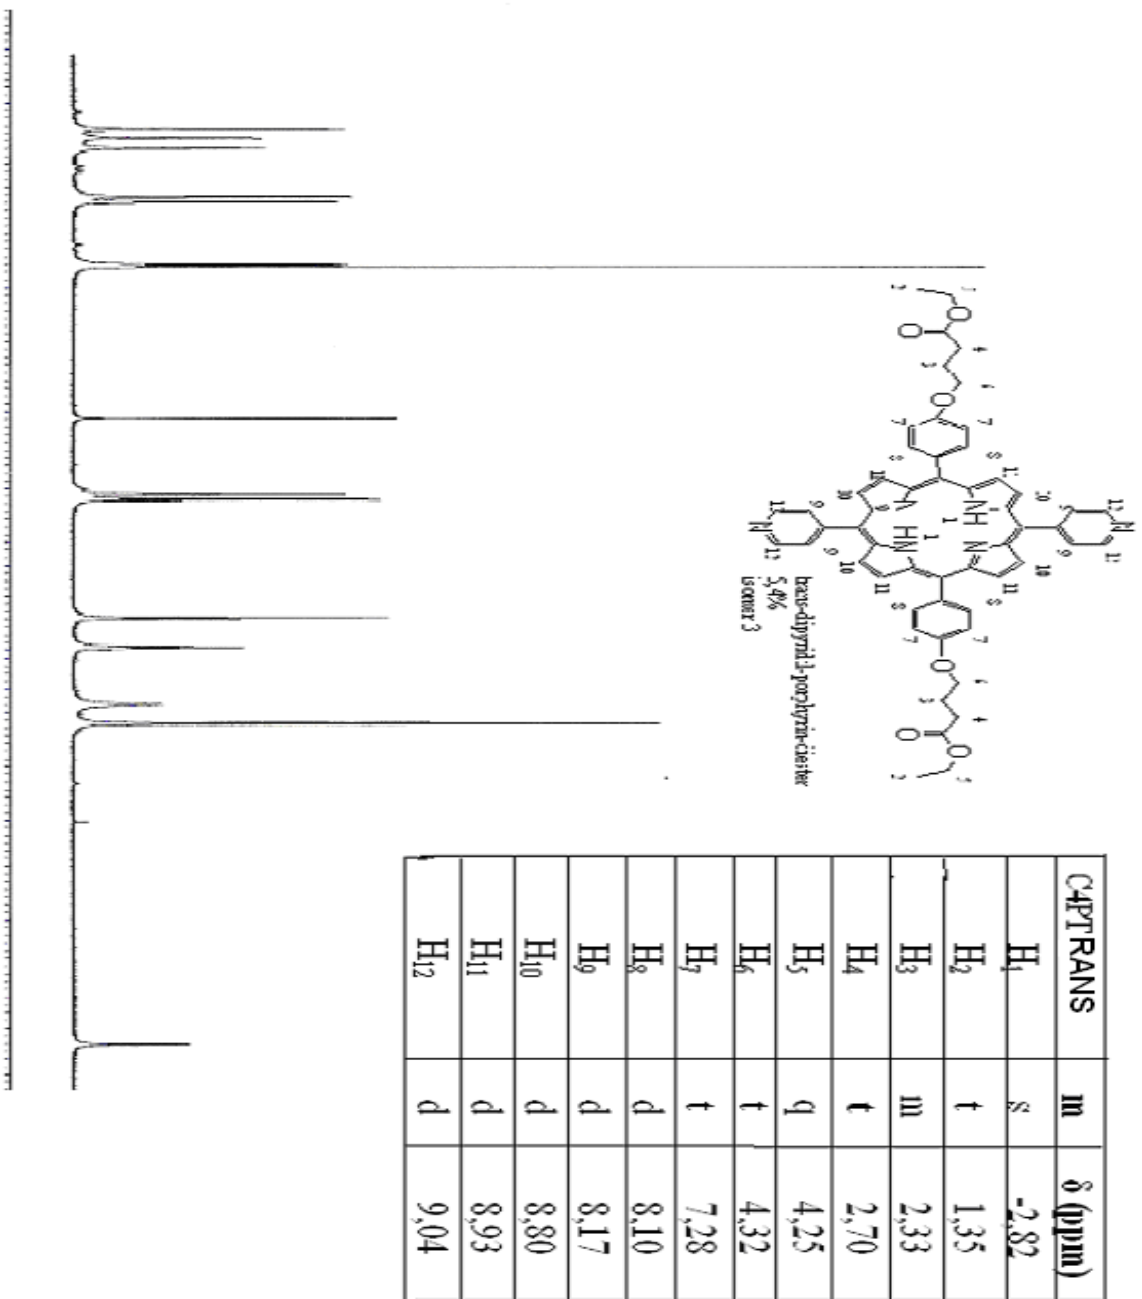 trans-dipyridil-porphyrin-diester
5,4%
isomer 3
C4PTRANS m δ (ppm)
H1 s -2,82
H2 t 1,35
H3 m 2,33
H4 t 2,70
H5 q 4,25
H6 t 4,32
H7 t 7,28
H8 d 8,10
H9 d 8,17
H10 d 8,80
H11 d 8,93
H12 d 9,04